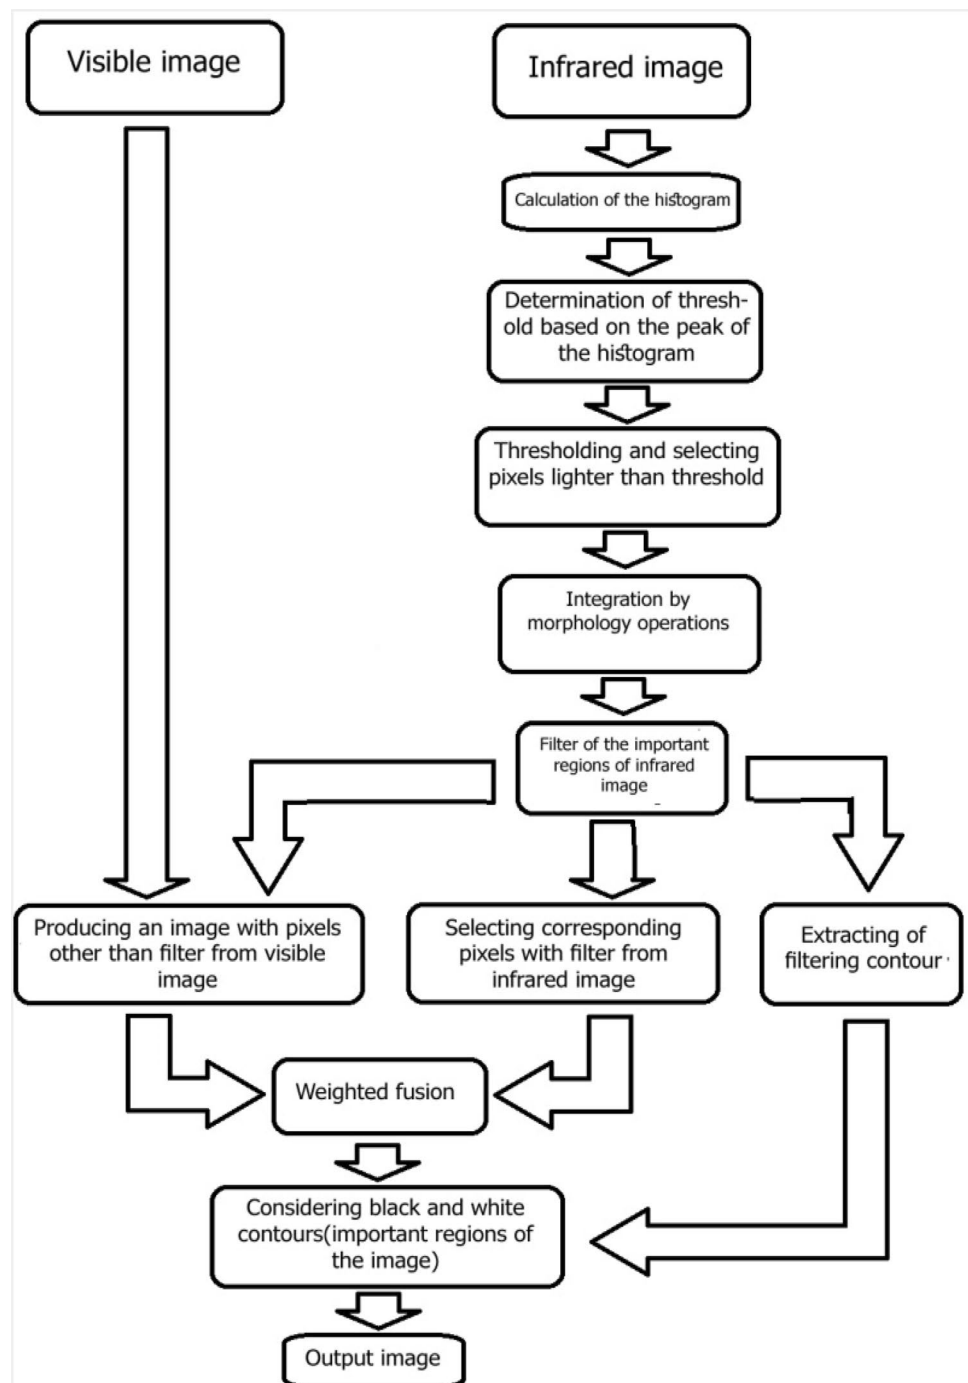 Visible image
Infrared image
Calculation of the histogram
Determination of thresh-
old based on the peak of
the histogram
Thresholding and selecting
pixels lighter than threshold
Integration by
morphology operations
Filter of the important
regions of infrared
image
Producing an image with pixels
other than filter from visible
image
Selecting corresponding
pixels with filter from
infrared image
Extracting of
filtering contour
Weighted fusion
Considering black and white
contours(important regions of
the image)
Output image